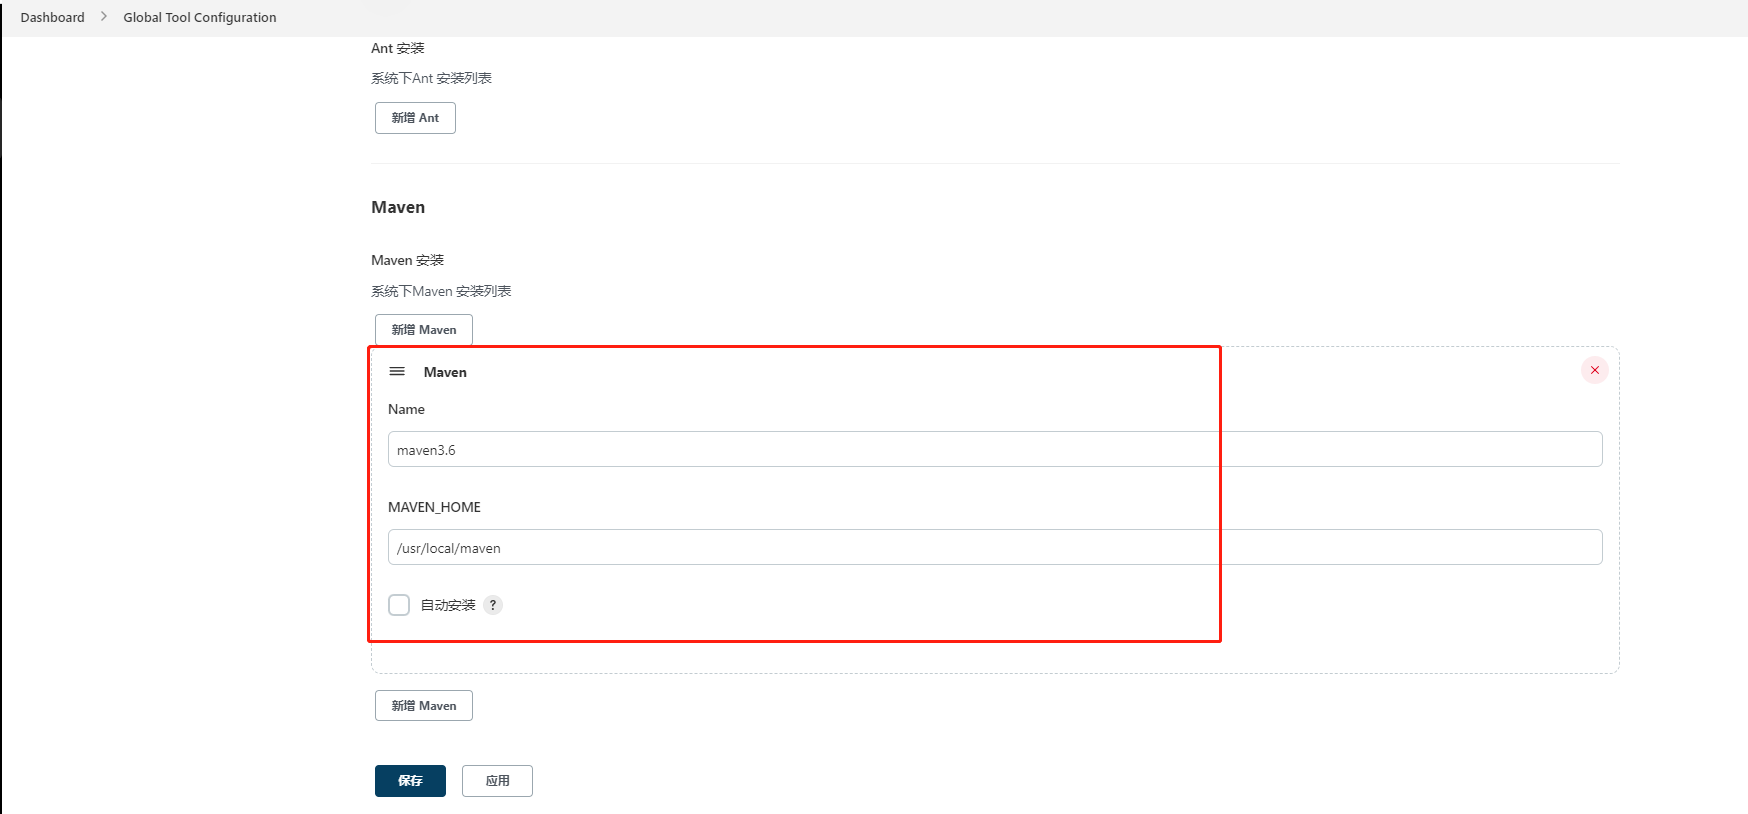 Dashboard > Global Tool Configuration
Ant 安装
系统下Ant 安装列表
新增 Ant
Maven
Maven 安装
系统下Maven 安装列表
新增 Maven
Maven
Name
maven3.6
MAVEN_HOME
/usr/local/maven
自动安装 ?
新增 Maven
保存 应用